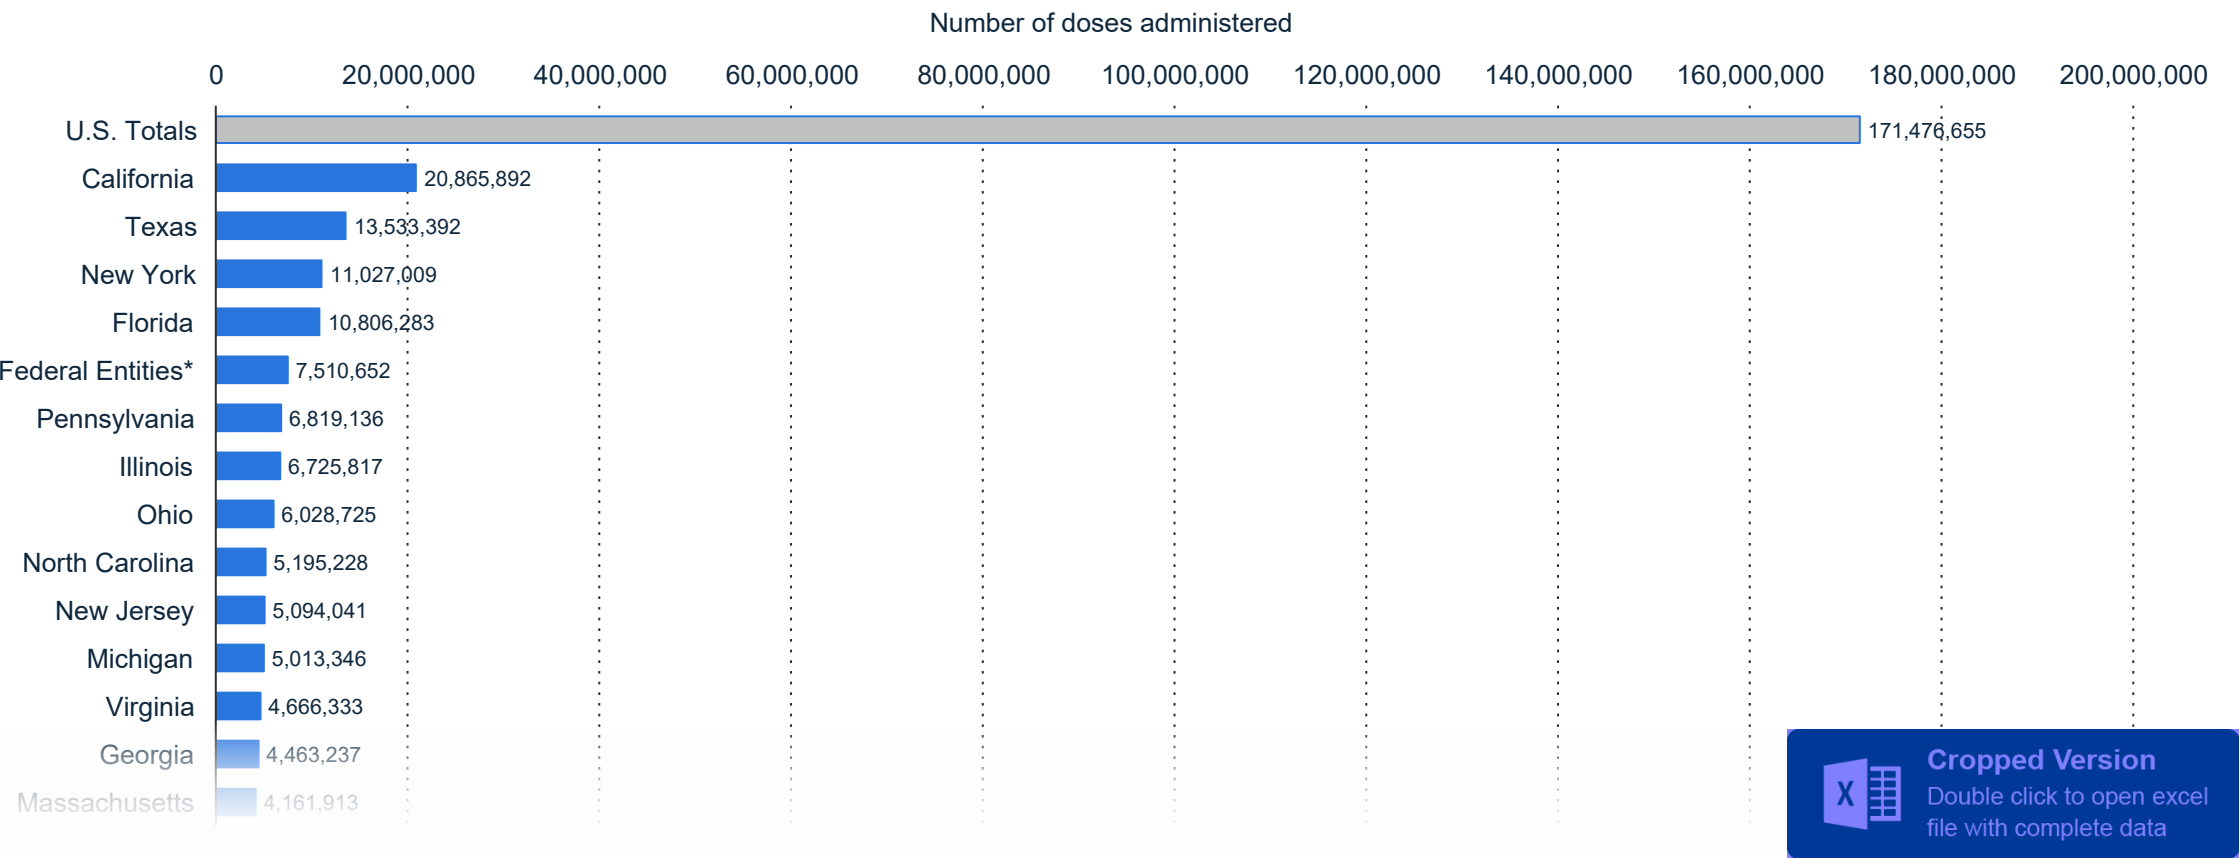 Number of doses administered
0 20,000,000 40,000,000 60,000,000 80,000,000 100,000,000 120,000,000 140,000,000 160,000,000 180,000,000 200,000,000
U.S. Totals 171,476,655
California 20,865,892
Texas 13,533,392
New York 11,027,009
Florida 10,806,283
Federal Entities* 7,510,652
Pennsylvania 6,819,136
Illinois 6,725,817
Ohio 6,028,725
North Carolina 5,195,228
New Jersey 5,094,041
Michigan 5,013,346
Virginia 4,666,333
Georgia 4,463,237
Massachusetts 4,161,913
X
Cropped Version
Double click to open excel
file with complete data